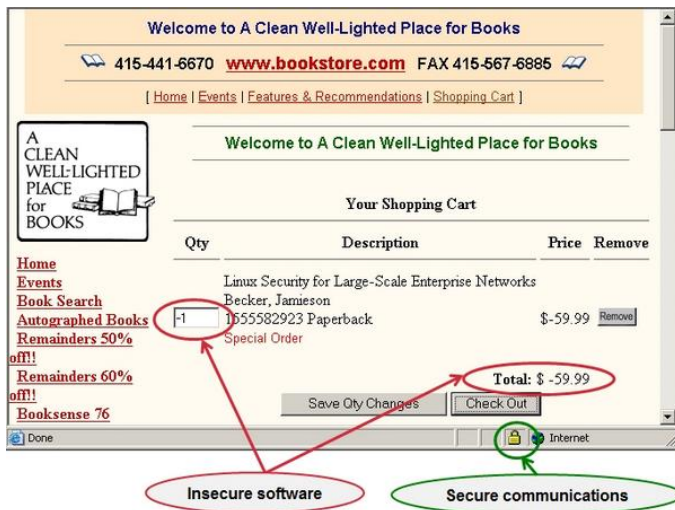 Welcome to A Clean Well-Lighted Place for Books
415-441-6670 www.bookstore.com FAX 415-567-6885
[ Home | Events | Features & Recommendations | Shopping Cart ]
A
CLEAN
WELL-LIGHTED
PLACE
for
BOOKS
Welcome to A Clean Well-Lighted Place for Books
Your Shopping Cart
Qty Description Price Remove
Home
Events
Book Search
Autographed Books
Remainders 50%
off!!
Remainders 60%
off!!
Booksense 76
Linux Security for Large-Scale Enterprise Networks
Becker, Jamieson
-1 1555582923 Paperback $-59.99 Remove
Special Order
Total: $ -59.99
Save Qty Changes Check Out
Done Internet
Insecure software Secure communications